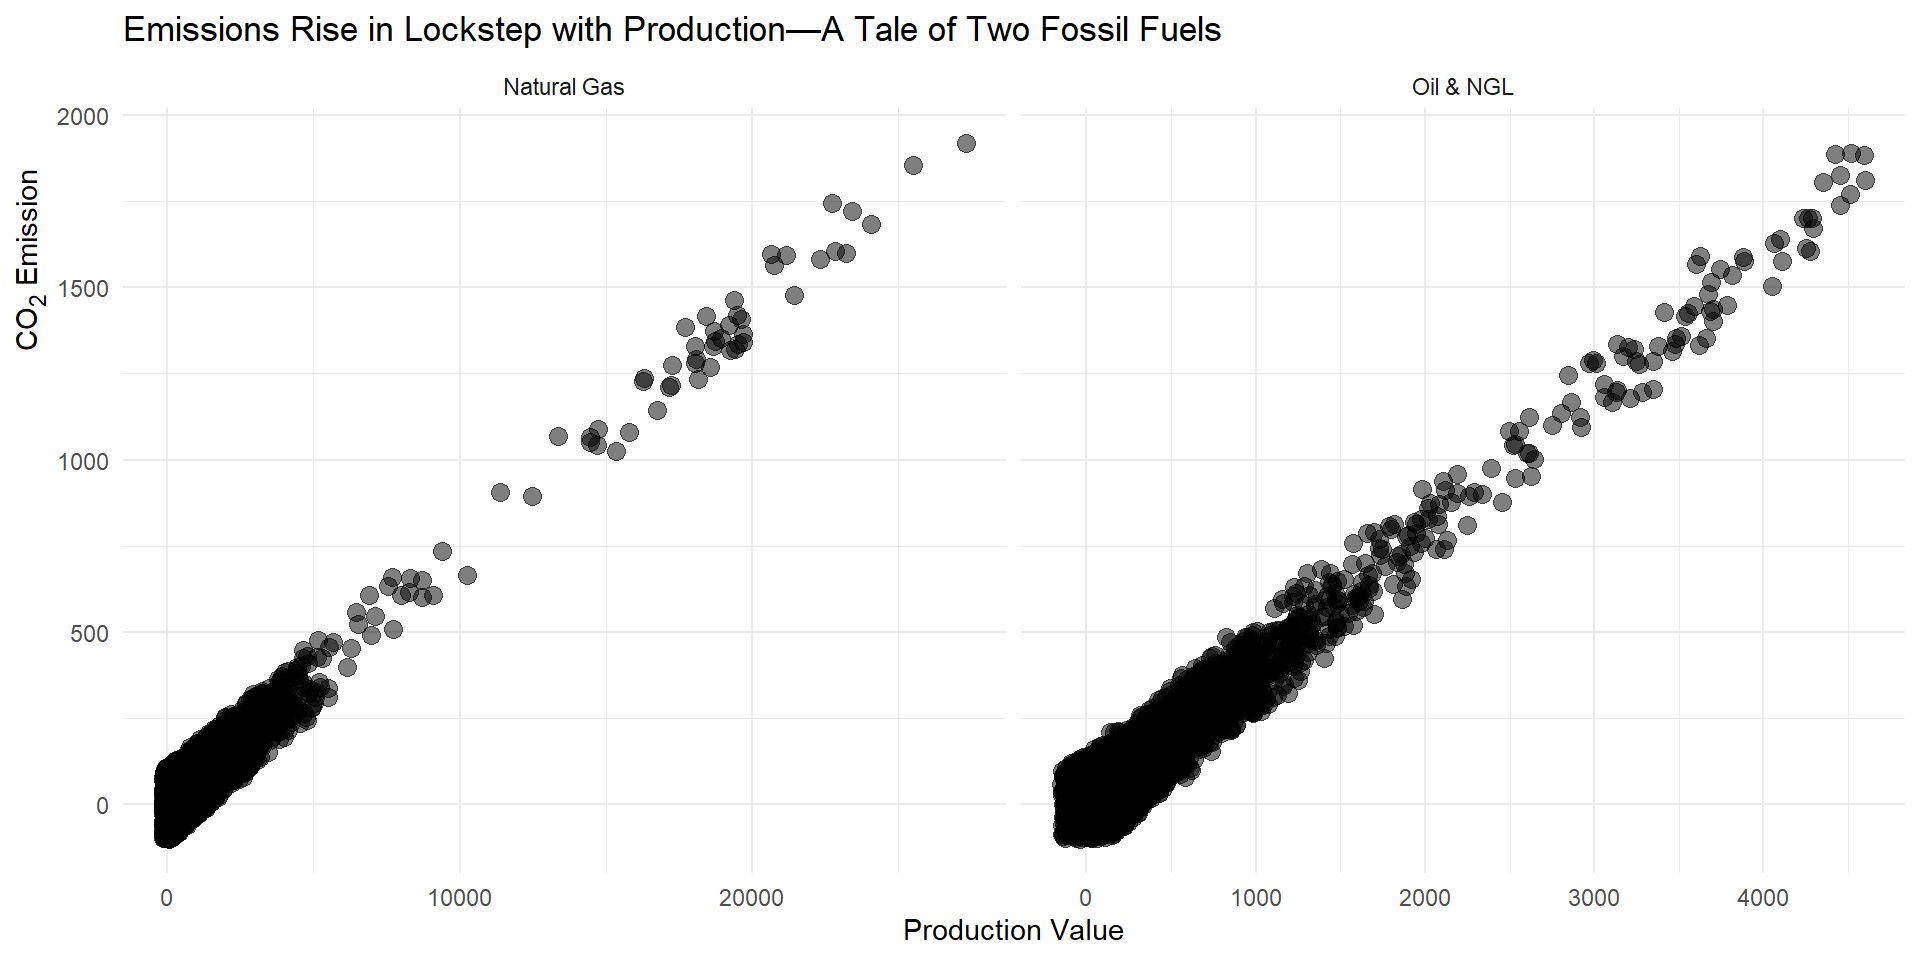 Emissions Rise in Lockstep with Production—A Tale of Two Fossil Fuels
Natural Gas
Oil & NGL
CO₂ Emission
2000
1500
1000
500
0
0
10000
20000
0
1000
2000
3000
4000
Production Value